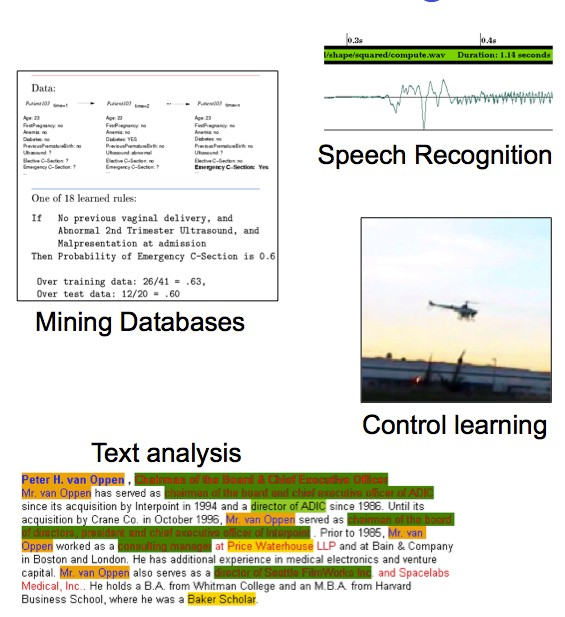 0.3s 0.4s
l/shape/squared/compute.wav Duration: 1.14 seconds
Speech Recognition
Data:
Patient103 time=1 Patient103 time=2 ... Patient103 time=n
Age: 23 Age: 23 Age: 23
FirstPregnancy: no FirstPregnancy: no FirstPregnancy: no
Anemia: no Anemia: no Anemia: no
Diabetes: no Diabetes: YES Diabetes: no
PreviousPrematureBirth: no PreviousPrematureBirth: no PreviousPrematureBirth: no
Ultrasound: ? Ultrasound: abnormal Ultrasound: ?
Elective C-Section: ? Elective C-Section: no Elective C-Section: no
Emergency C-Section: ? Emergency C-Section: ? Emergency C-Section: Yes
... ... ...
One of 18 learned rules:
If No previous vaginal delivery, and
Abnormal 2nd Trimester Ultrasound, and
Malpresentation at admission
Then Probability of Emergency C-Section is 0.6
Over training data: 26/41 = .63,
Over test data: 12/20 = .60
Mining Databases
Control learning
Text analysis
Peter H. van Oppen , Chairman of the Board & Chief Executive Officer
Mr. van Oppen has served as chairman of the board and chief executive officer of ADIC
since its acquisition by Interpoint in 1994 and a director of ADIC since 1986. Until its
acquisition by Crane Co. in October 1996, Mr. van Oppen served as chairman of the board
of directors, president and chief executive officer of Interpoint . Prior to 1985, Mr. van
Oppen worked as a consulting manager at Price Waterhouse LLP and at Bain & Company
in Boston and London. He has additional experience in medical electronics and venture
capital. Mr. van Oppen also serves as a director of Seattle FilmWorks Inc. and Spacelabs
Medical, Inc.. He holds a B.A. from Whitman College and an M.B.A. from Harvard
Business School, where he was a Baker Scholar.